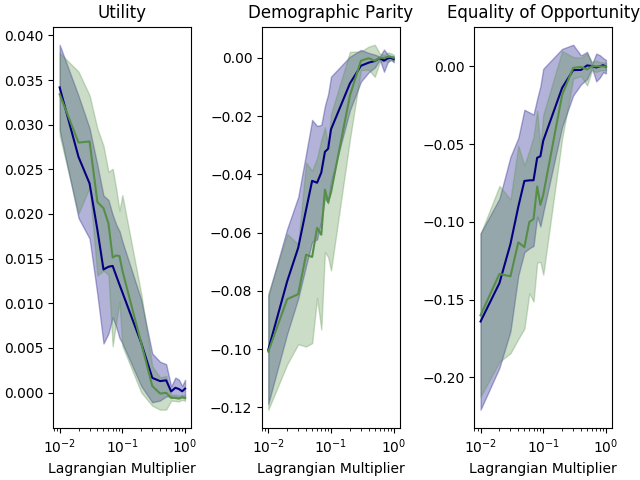 Utility
0.040
0.035
0.030
0.025
0.020
0.015
0.010
0.005
0.000
10⁻² 10⁻¹ 10⁰
Lagrangian Multiplier
Demographic Parity
0.00
−0.02
−0.04
−0.06
−0.08
−0.10
−0.12
10⁻² 10⁻¹ 10⁰
Lagrangian Multiplier
Equality of Opportunity
0.00
−0.05
−0.10
−0.15
−0.20
10⁻² 10⁻¹ 10⁰
Lagrangian Multiplier